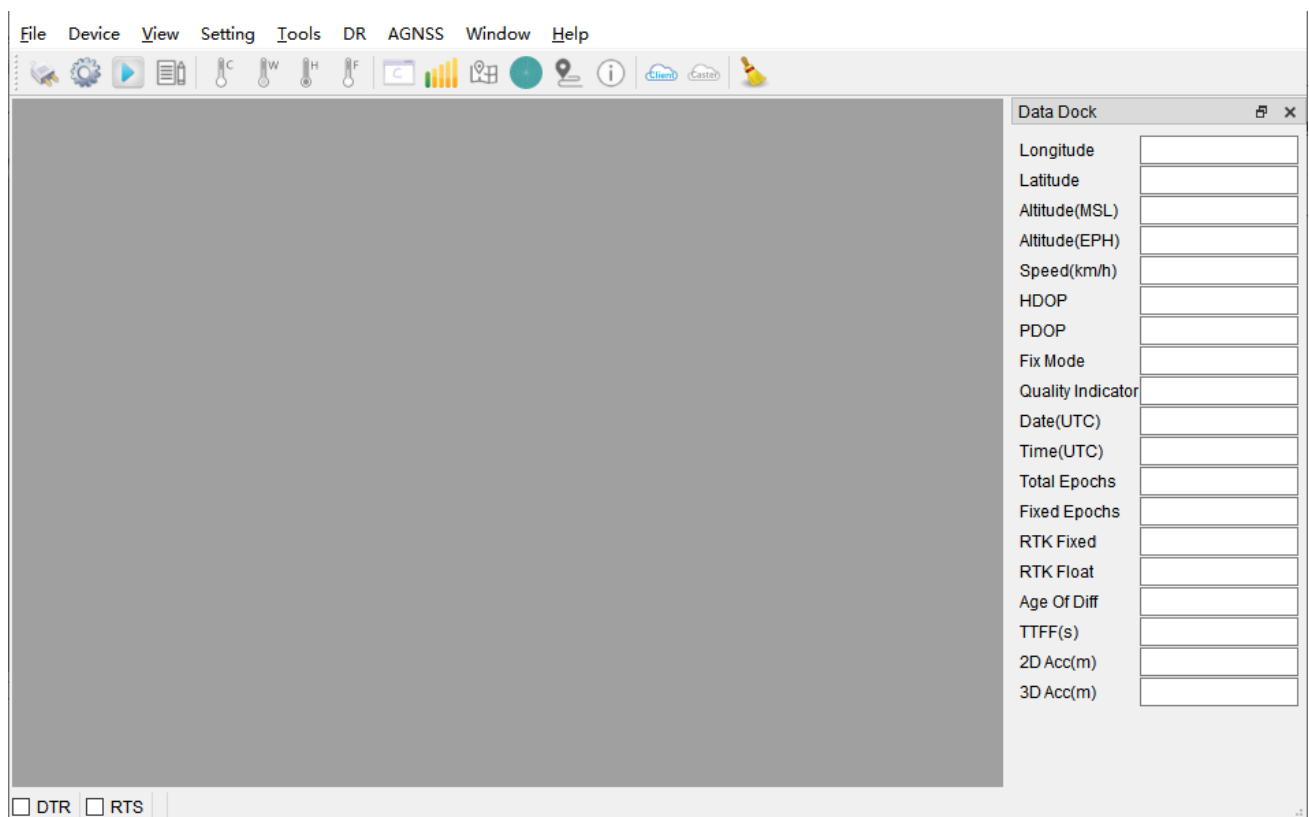 File Device View Setting Tools DR AGNSS Window Help
C W H F C Client Caster
Data Dock
Longitude
Latitude
Altitude(MSL)
Altitude(EPH)
Speed(km/h)
HDOP
PDOP
Fix Mode
Quality Indicator
Date(UTC)
Time(UTC)
Total Epochs
Fixed Epochs
RTK Fixed
RTK Float
Age Of Diff
TTFF(s)
2D Acc(m)
3D Acc(m)
DTR RTS